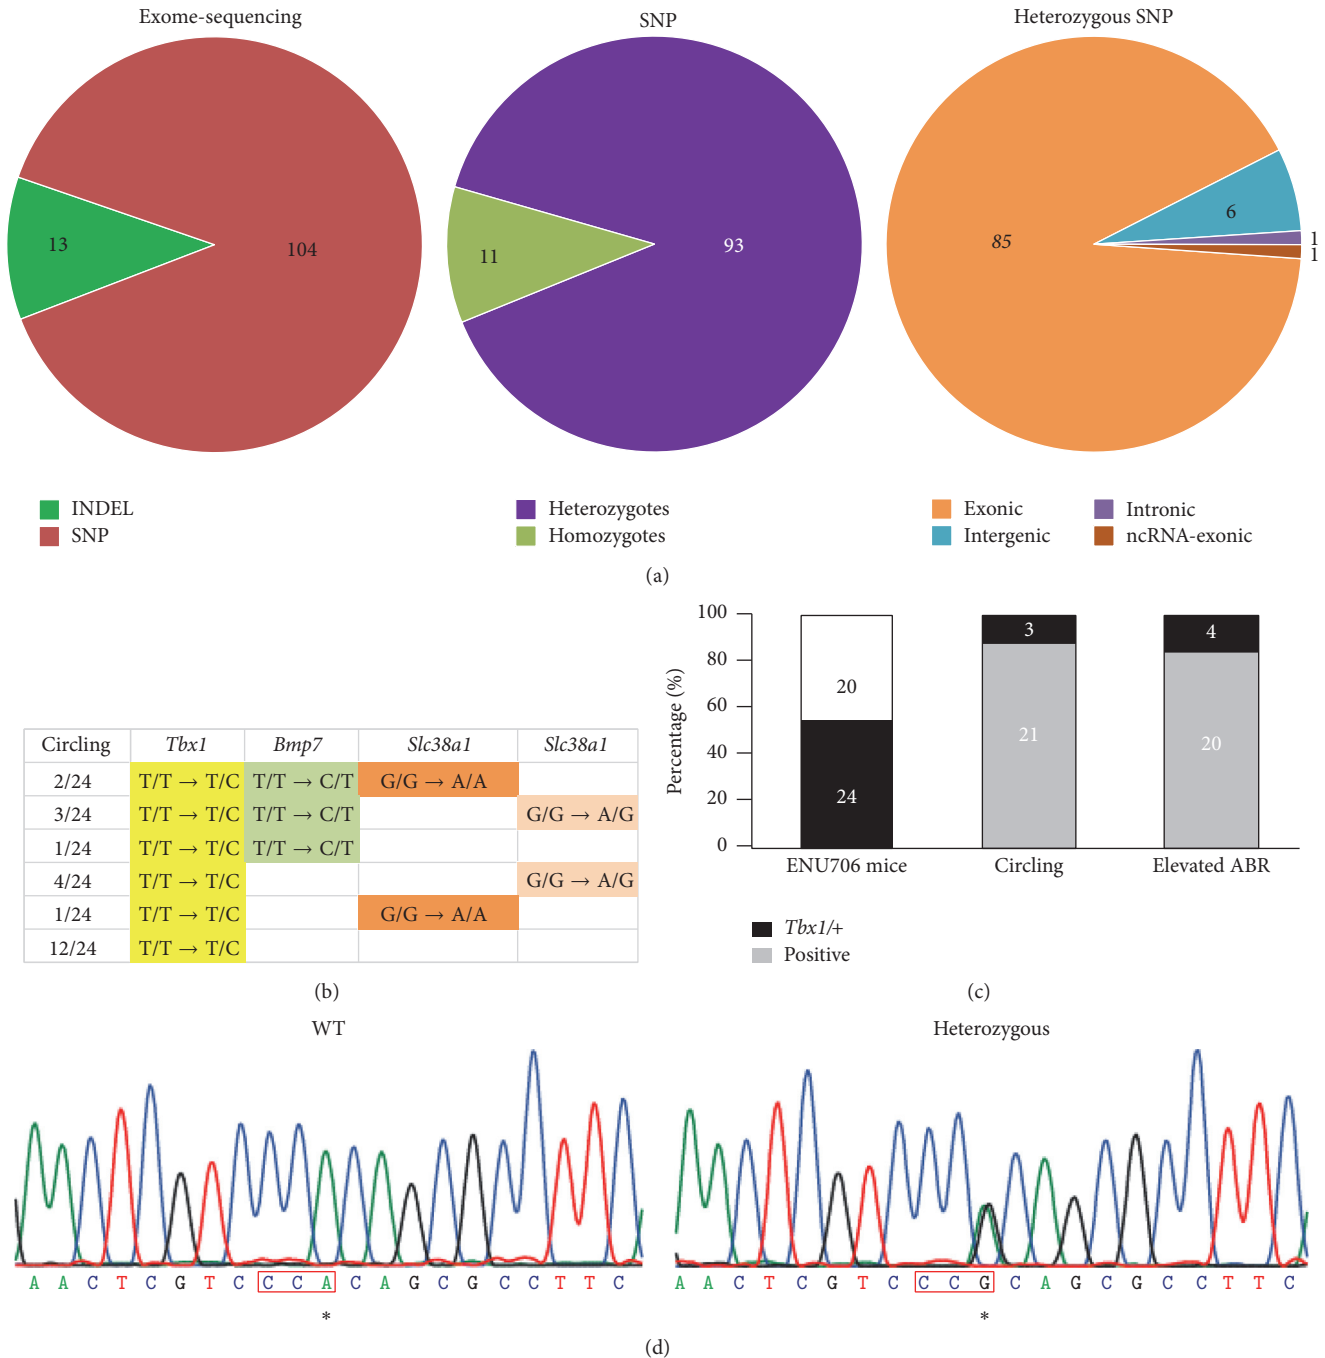 Exome-sequencing
SNP
Heterozygous SNP
13
104
11
93
85
6
1
1
INDEL
SNP
Heterozygotes
Homozygotes
Exonic
Intergenic
Intronic
ncRNA-exonic
(a)
Circling Tbx1 Bmp7 Slc38a1 Slc38a1
2/24 T/T → T/C T/T → C/T G/G → A/A
3/24 T/T → T/C T/T → C/T G/G → A/G
1/24 T/T → T/C T/T → C/T
4/24 T/T → T/C G/G → A/G
1/24 T/T → T/C G/G → A/A
12/24 T/T → T/C
(b)
Percentage (%)
100
80
60
40
20
0
20
24
3
21
4
20
ENU706 mice Circling Elevated ABR
Tbx1/+
Positive
(c)
WT
A A C T C G T C C C A C A G C G C C T T C
*
Heterozygous
A A C T C G T C C C G C A G C G C C T T C
*
(d)